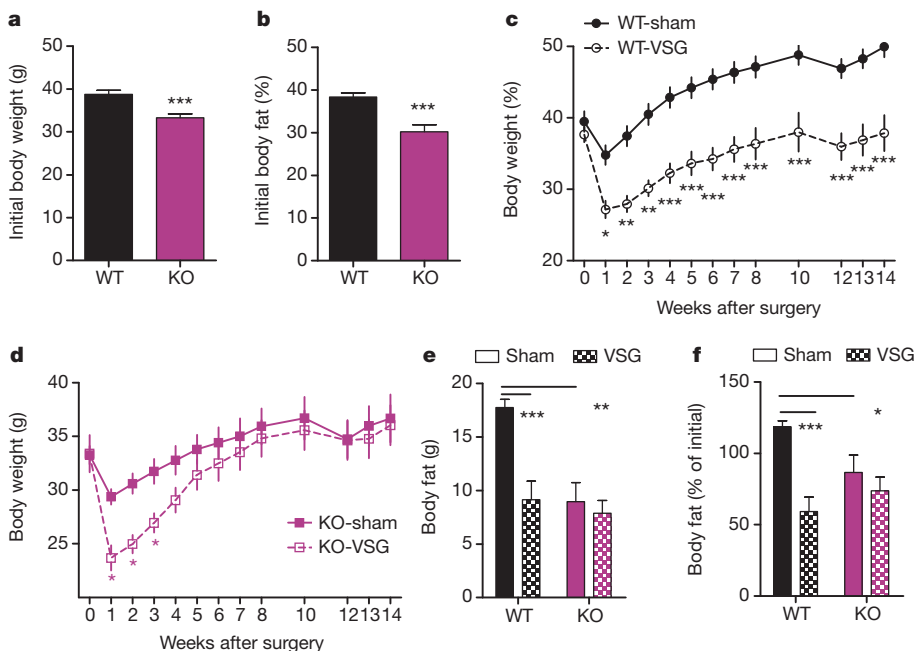 a
Initial body weight (g)
50
40
30
20
10
0
***
WT
KO
b
Initial body fat (%)
50
40
30
20
10
0
***
WT
KO
c
WT-sham
WT-VSG
Body weight (%)
50
40
30
20
*
**
**
***
***
***
***
***
***
***
***
***
0 1 2 3 4 5 6 7 8 10 12 13 14
Weeks after surgery
d
Body weight (g)
40
35
30
25
*
*
*
KO-sham
KO-VSG
0 1 2 3 4 5 6 7 8 10 12 13 14
Weeks after surgery
e
Sham VSG
Body fat (g)
20
15
10
5
0
***
**
WT
KO
f
Sham VSG
Body fat (% of initial)
150
100
50
0
***
*
WT
KO